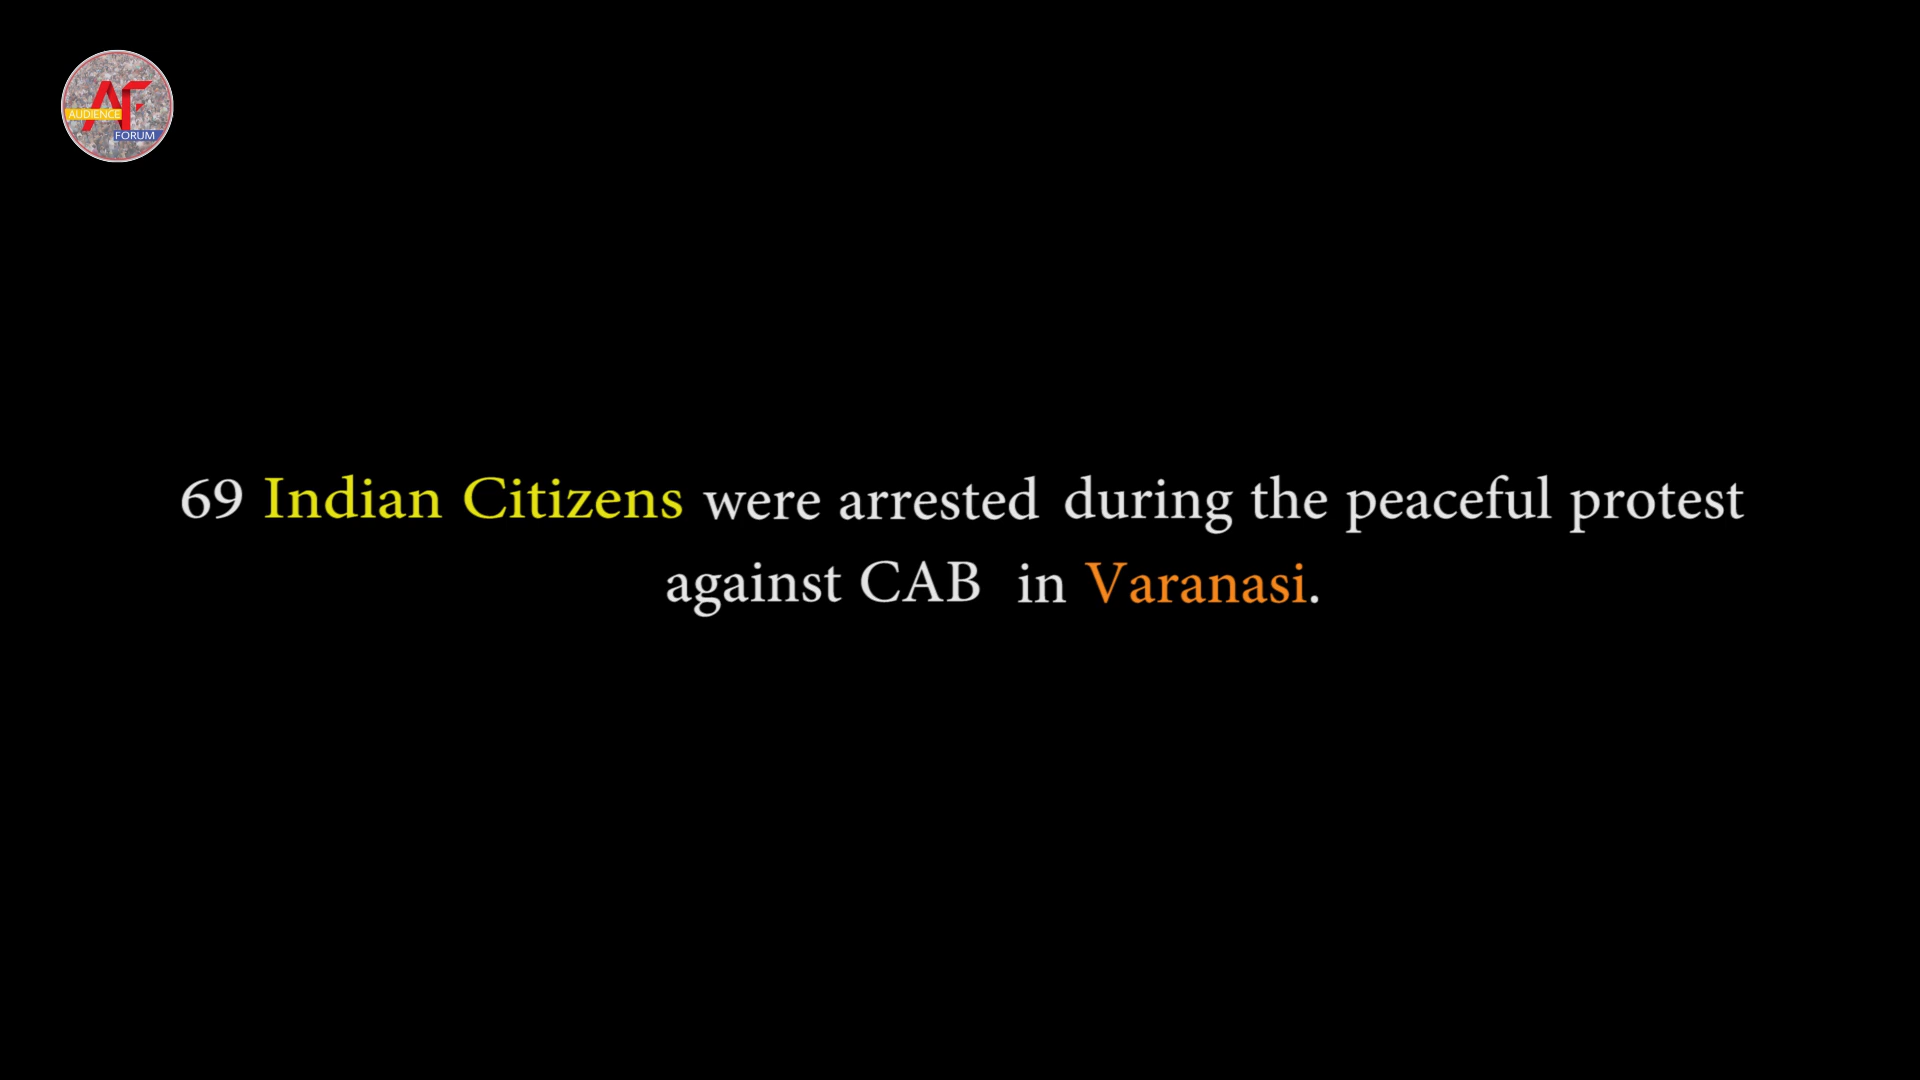 AF
AUDIENCE
FORUM
69 Indian Citizens were arrested during the peaceful protest
against CAB in Varanasi.